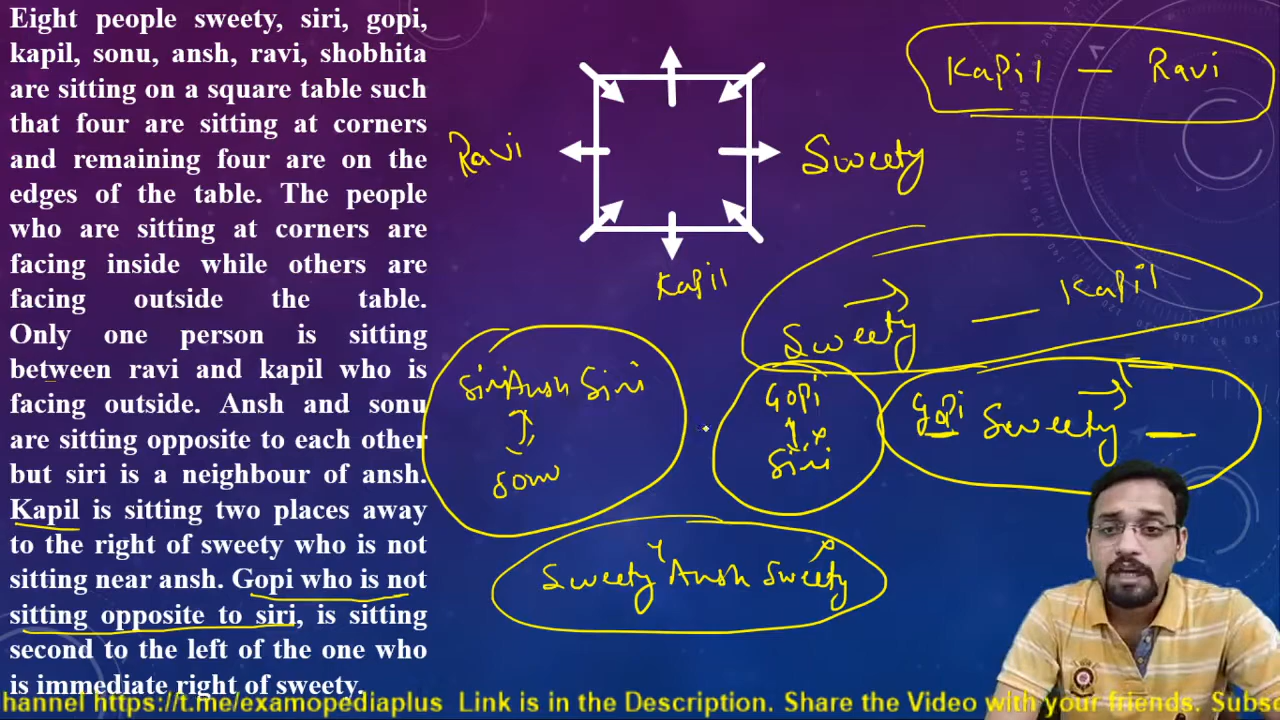 Eight people sweety, siri, gopi,
kapil, sonu, ansh, ravi, shobhita
are sitting on a square table such
that four are sitting at corners
and remaining four are on the
edges of the table. The people
who are sitting at corners are
facing inside while others are
facing outside the table.
Only one person is sitting
between ravi and kapil who is
facing outside. Ansh and sonu
are sitting opposite to each other
but siri is a neighbour of ansh.
Kapil is sitting two places away
to the right of sweety who is not
sitting near ansh. Gopi who is not
sitting opposite to siri, is sitting
second to the left of the one who
is immediate right of sweety.
Kapil — Ravi
Ravi
Sweety
Kapil
Sweety — Kapil
Siri Ansh Siri
Sonu
Gopi
Siri
Gopi Sweety —
Sweety Ansh Sweety
hannel https://t.me/examopediaplus Link is in the Description. Share the Video with your friends. Subsc